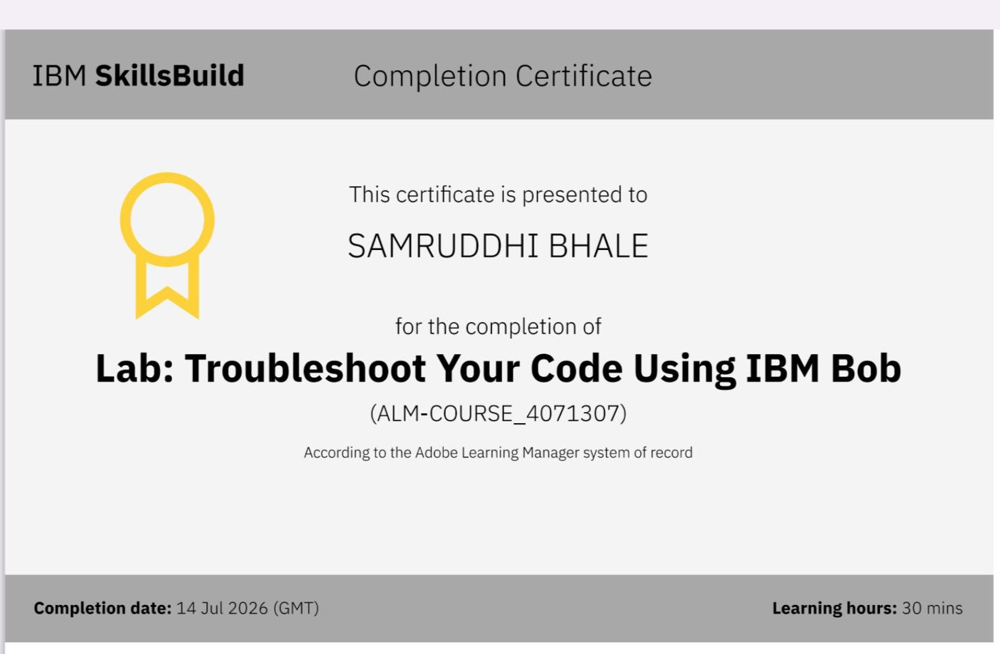 IBM SkillsBuild
Completion Certificate
This certificate is presented to
SAMRUDDHI BHALE
for the completion of
Lab: Troubleshoot Your Code Using IBM Bob
(ALM-COURSE_4071307)
According to the Adobe Learning Manager system of record
Completion date: 14 Jul 2026 (GMT)
Learning hours: 30 mins